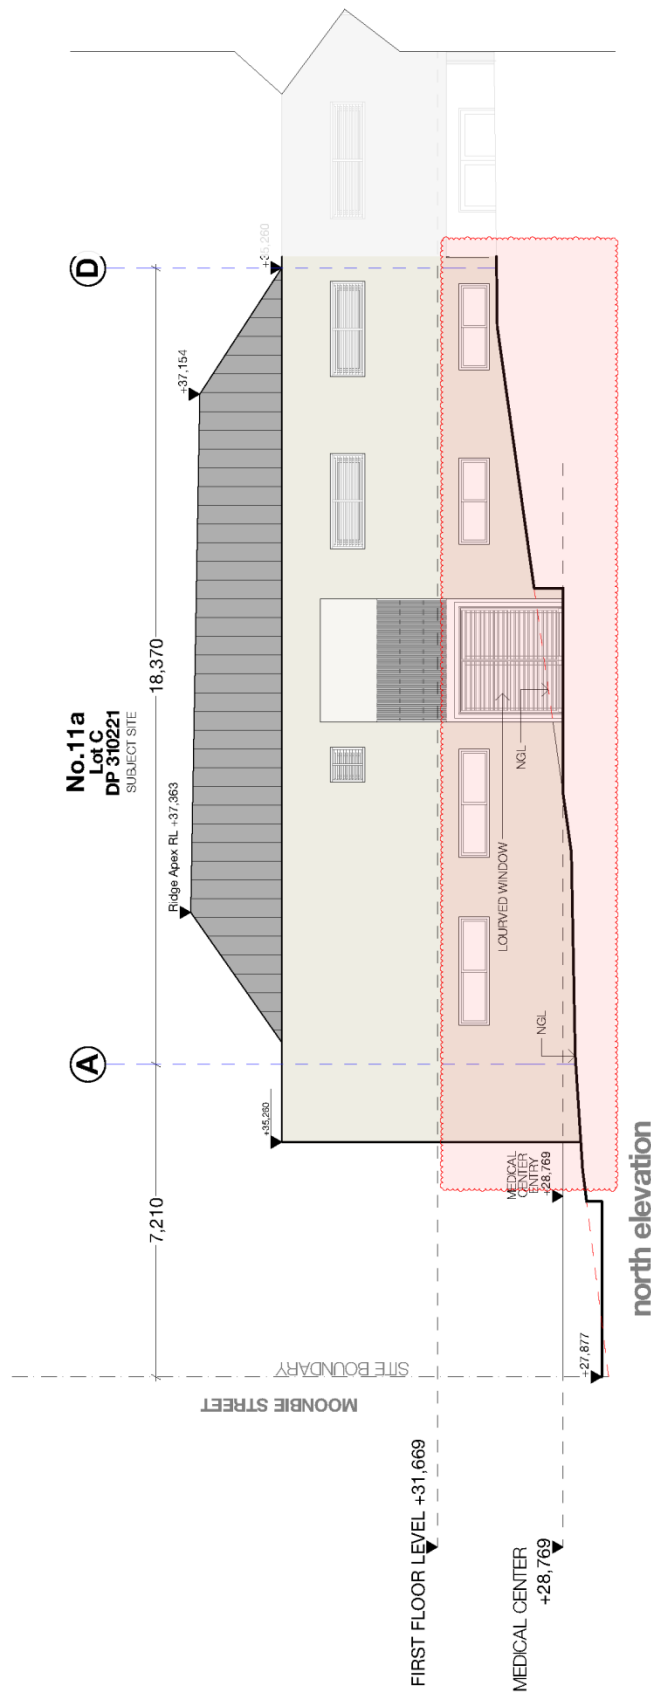 D
+35,260
+37,154
18,370
No.11a
Lot C
DP 310221
SUBJECT SITE
Ridge Apex RL +37,363
NGL
LOURVED WINDOW
NGL
A
+35,260
MEDICAL
CENTER
ENTRY
+28,769
7,210
north elevation
+27,877
SITE BOUNDARY
MOONBIE STREET
FIRST FLOOR LEVEL +31,669
MEDICAL CENTER
+28,769